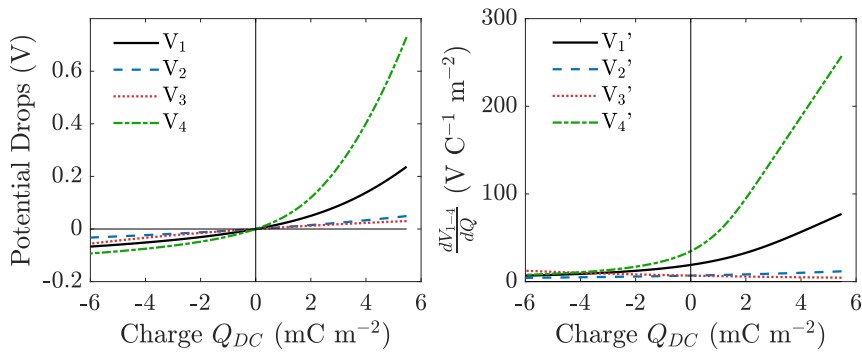 Potential Drops (V)
0.6
0.4
0.2
0
-0.2
V₁
V₂
V₃
V₄
-6 -4 -2 0 2 4 6
Charge Q_DC (mC m⁻²)
dV₁₋₄/dQ (V C⁻¹ m⁻²)
300
200
100
0
V₁’
V₂’
V₃’
V₄’
-6 -4 -2 0 2 4 6
Charge Q_DC (mC m⁻²)